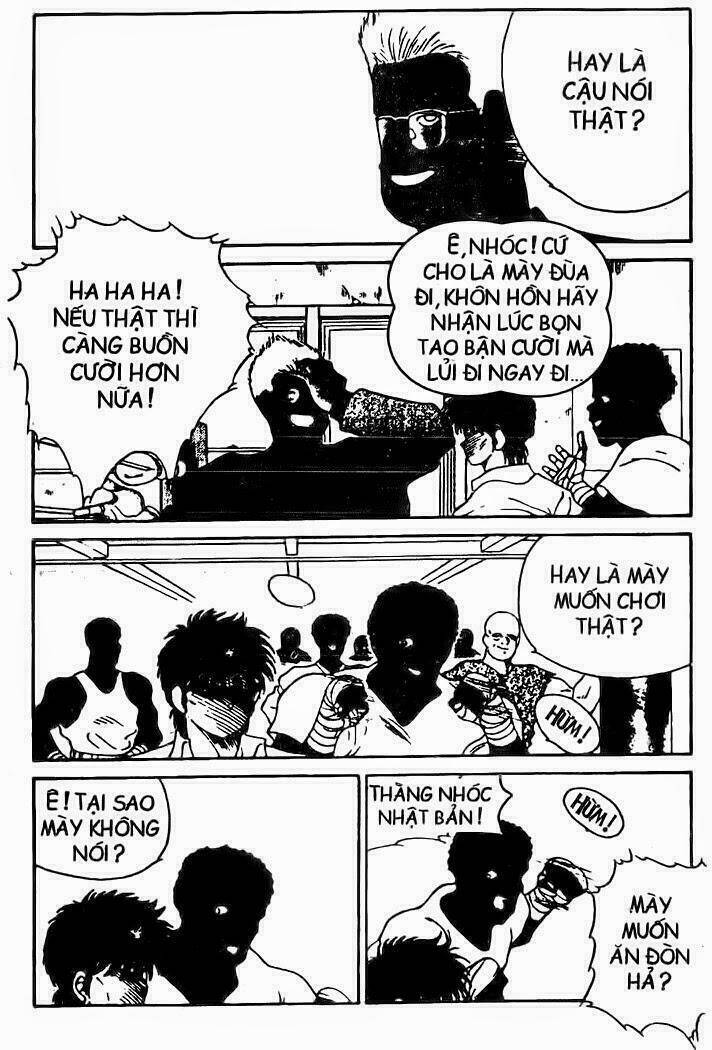 HAY LÀ
CẬU NÓI
THẬT?
HA HA HA!
NẾU THẬT THÌ
CÀNG BUỒN
CƯỜI HƠN
NỮA!
Ê, NHÓC! CỨ
CHO LÀ MÀY ĐÙA
ĐI, KHÔN HỒN HÃY
NHẬN LÚC BỌN
TAO BẬN CƯỜI MÀ
LỦI ĐI NGAY ĐI...
HAY LÀ MÀY
MUỐN CHƠI
THẬT?
HỪM!
Ê! TẠI SAO
MÀY KHÔNG
NÓI?
THẰNG NHÓC
NHẬT BẢN!
HỪM!
MÀY
MUỐN
ĂN ĐÒN
HẢ?